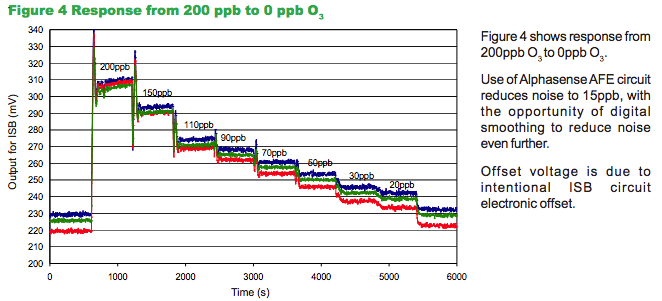 Figure 4 Response from 200 ppb to 0 ppb O3
340
330
320
310
300
290
280
270
260
250
240
230
220
210
200
Output for ISB (mV)
200ppb
150ppb
110ppb
90ppb
70ppb
50ppb
30ppb
20ppb
0 1000 2000 3000 4000 5000 6000
Time (s)
Figure 4 shows response from
200ppb O3 to 0ppb O3.
Use of Alphasense AFE circuit
reduces noise to 15ppb, with
the opportunity of digital
smoothing to reduce noise
even further.
Offset voltage is due to
intentional ISB circuit
electronic offset.